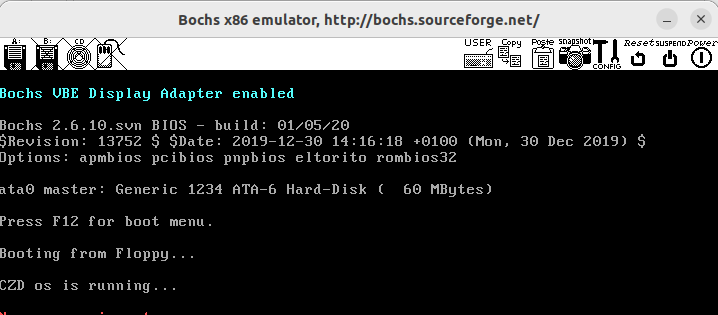 Bochs x86 emulator, http://bochs.sourceforge.net/
A: B: CD USER Copy Paste snapshot CONFIG Reset SUSPEND Power
Bochs VBE Display Adapter enabled
Bochs 2.6.10.svn BIOS - build: 01/05/20
$Revision: 13752 $ $Date: 2019-12-30 14:16:18 +0100 (Mon, 30 Dec 2019) $
Options: apmbios pcibios pnpbios eltorito rombios32
ata0 master: Generic 1234 ATA-6 Hard-Disk ( 60 MBytes)
Press F12 for boot menu.
Booting from Floppy...
CZD os is running...